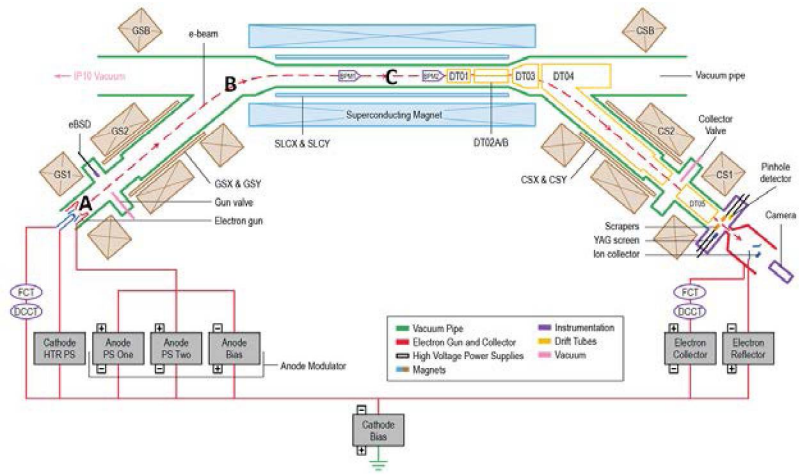 GSB
e-beam
CSB
IP10 Vacuum
B
BPM1
C
BPM2
DT01
DT03
DT04
Vacuum pipe
eBSD
GS2
Superconducting Magnet
SLCX & SLCY
DT02A/B
CS2
Collector
Valve
GS1
GSX & GSY
CSX & CSY
CS1
Pinhole
detector
A
Gun valve
Electron gun
DT05
Scrapers
YAG screen
Ion collector
Camera
FCT
DCCT
FCT
DCCT
Cathode
HTR PS
+
Anode
PS One
-
+
Anode
PS Two
-
-
Anode
Bias
+
Anode Modulator
Vacuum Pipe
Electron Gun and Collector
High Voltage Power Supplies
Magnets
Instrumentation
Drift Tubes
Vacuum
+
Electron
Collector
-
-
Electron
Reflector
+
-
Cathode
Bias
+